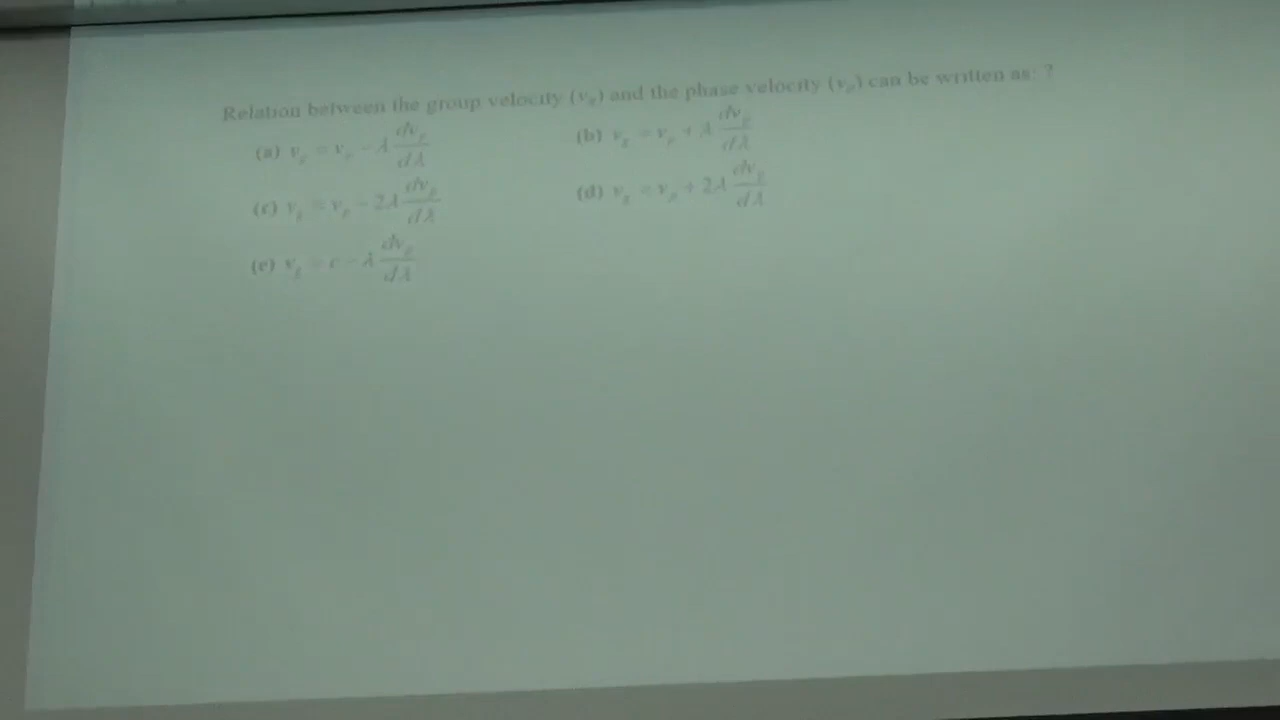 Relation between the group velocity (v_g) and the phase velocity (v_p) can be written as: ?
(a) v_g = v_p - λ dv_p/dλ (b) v_g = v_p + λ dv_p/dλ
(c) v_g = v_p - 2λ dv_p/dλ (d) v_g = v_p + 2λ dv_p/dλ
(e) v_g = c - λ dv_p/dλ